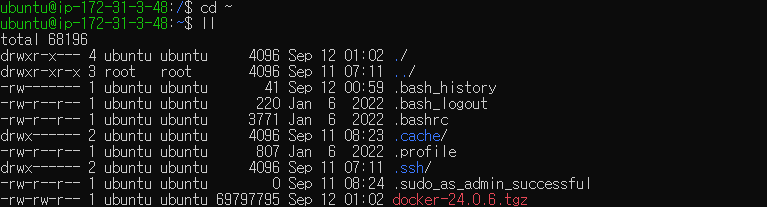 ubuntu@ip-172-31-3-48:/$ cd ~
ubuntu@ip-172-31-3-48:~$ ll
total 68196
drwxr-x--- 4 ubuntu ubuntu     4096 Sep 12 01:02 ./
drwxr-xr-x 3 root   root       4096 Sep 11 07:11 ../
-rw------- 1 ubuntu ubuntu       41 Sep 12 00:59 .bash_history
-rw-r--r-- 1 ubuntu ubuntu      220 Jan  6  2022 .bash_logout
-rw-r--r-- 1 ubuntu ubuntu     3771 Jan  6  2022 .bashrc
drwx------ 2 ubuntu ubuntu     4096 Sep 11 08:23 .cache/
-rw-r--r-- 1 ubuntu ubuntu      807 Jan  6  2022 .profile
drwx------ 2 ubuntu ubuntu     4096 Sep 11 07:11 .ssh/
-rw-r--r-- 1 ubuntu ubuntu        0 Sep 11 08:24 .sudo_as_admin_successful
-rw-rw-r-- 1 ubuntu ubuntu 69797795 Sep 12 01:02 docker-24.0.6.tgz